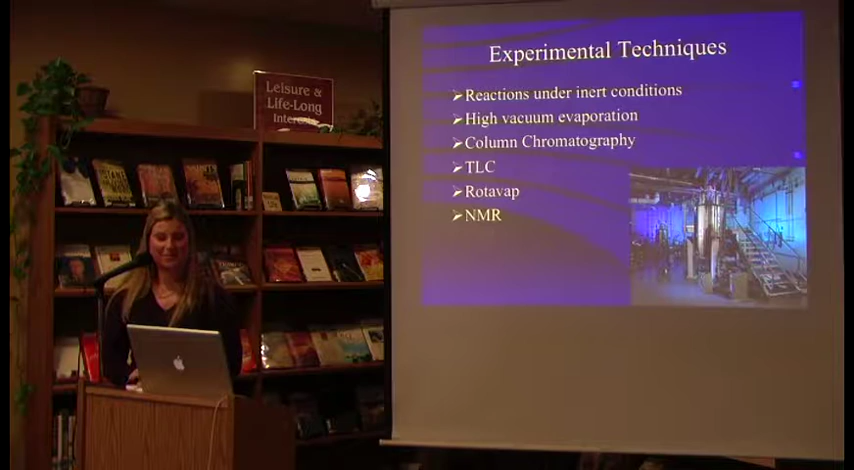 Leisure &
Life-Long
Experimental Techniques
➢Reactions under inert conditions
➢High vacuum evaporation
➢Column Chromatography
➢TLC
➢Rotavap
➢NMR